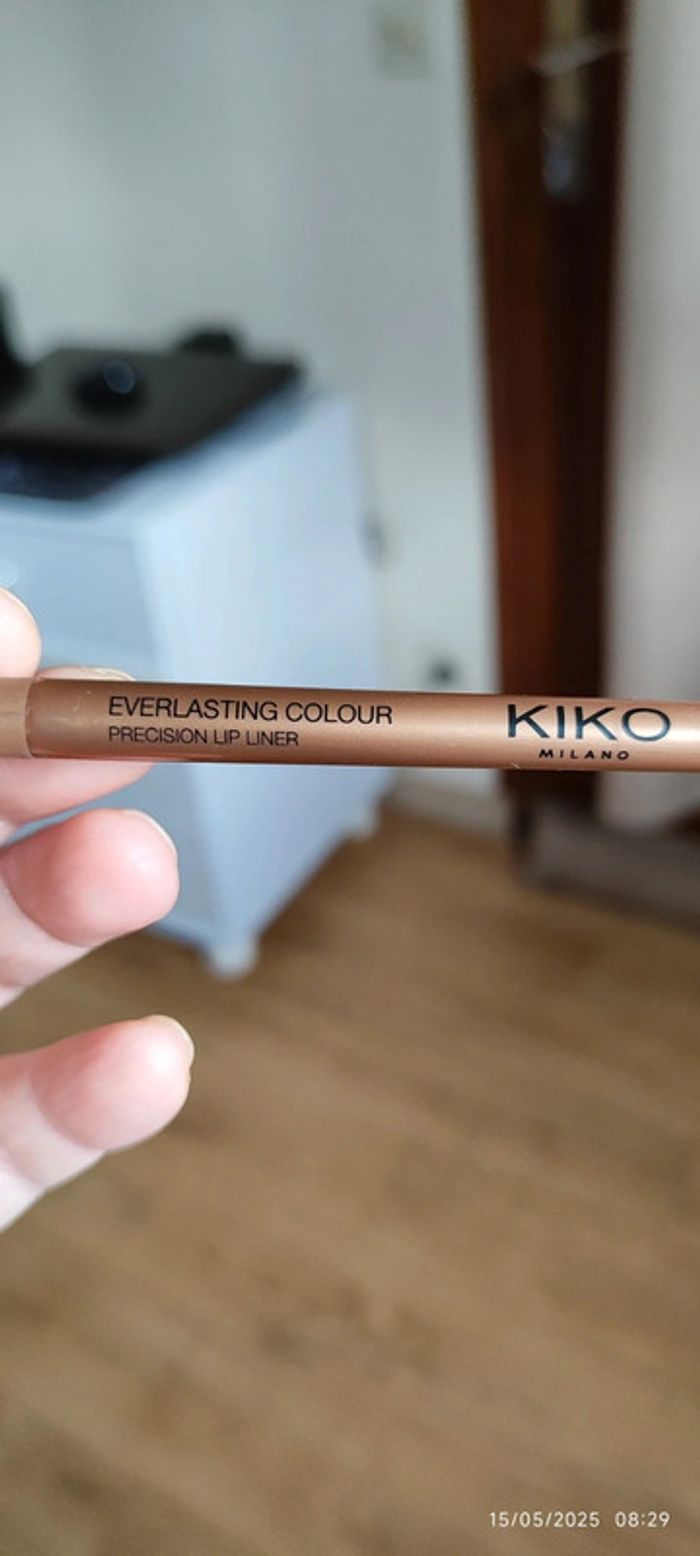 EVERLASTING COLOUR
PRECISION LIP LINER
KIKO
MILANO
15/05/2025 08:29